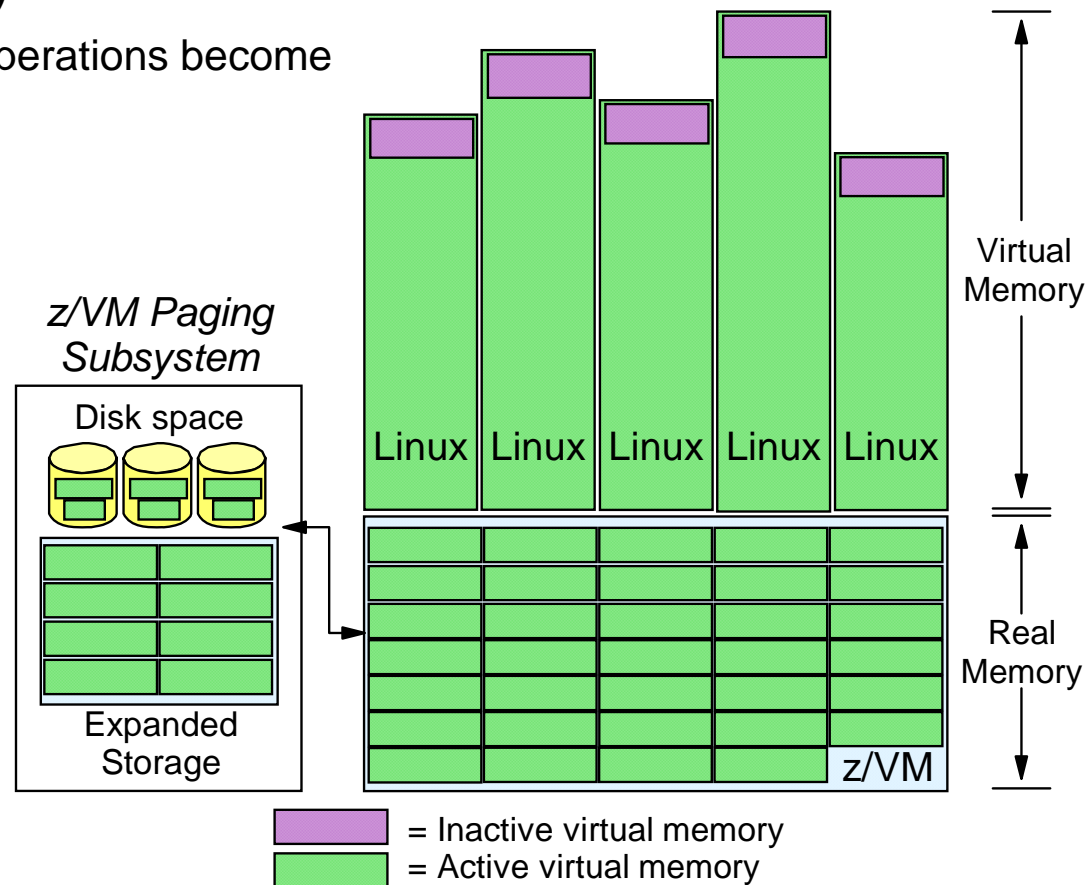 perations become
Virtual
Memory
z/VM Paging
Subsystem
Disk space
Linux Linux Linux Linux Linux
Expanded
Storage
Real
Memory
z/VM
= Inactive virtual memory
= Active virtual memory